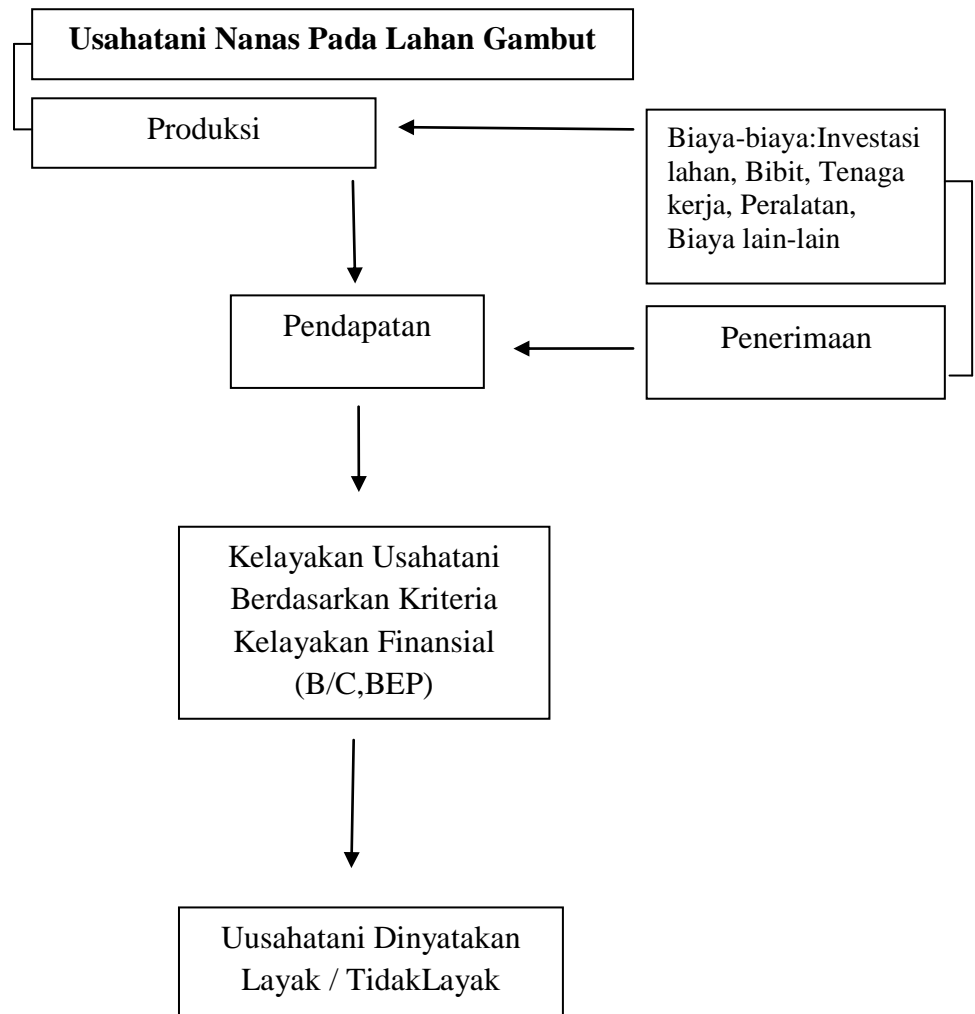 Usahatani Nanas Pada Lahan Gambut
Produksi
Biaya-biaya:Investasi
lahan, Bibit, Tenaga
kerja, Peralatan,
Biaya lain-lain
Pendapatan
Penerimaan
Kelayakan Usahatani
Berdasarkan Kriteria
Kelayakan Finansial
(B/C,BEP)
Uusahatani Dinyatakan
Layak / TidakLayak